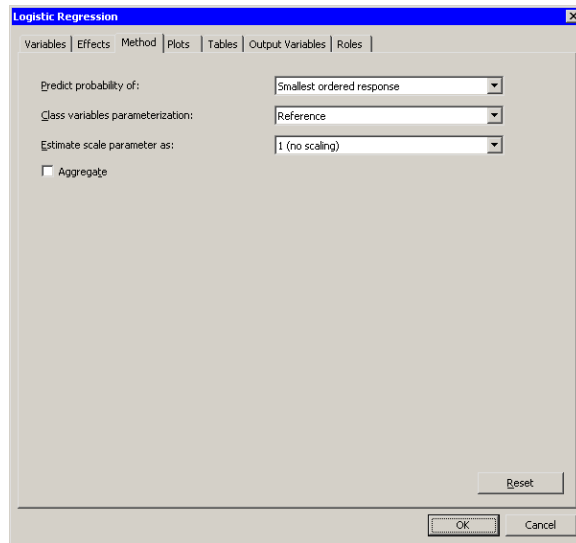 Logistic Regression
Variables Effects Method Plots Tables Output Variables Roles
Predict probability of: Smallest ordered response
Class variables parameterization: Reference
Estimate scale parameter as: 1 (no scaling)
Aggregate
Reset
OK Cancel